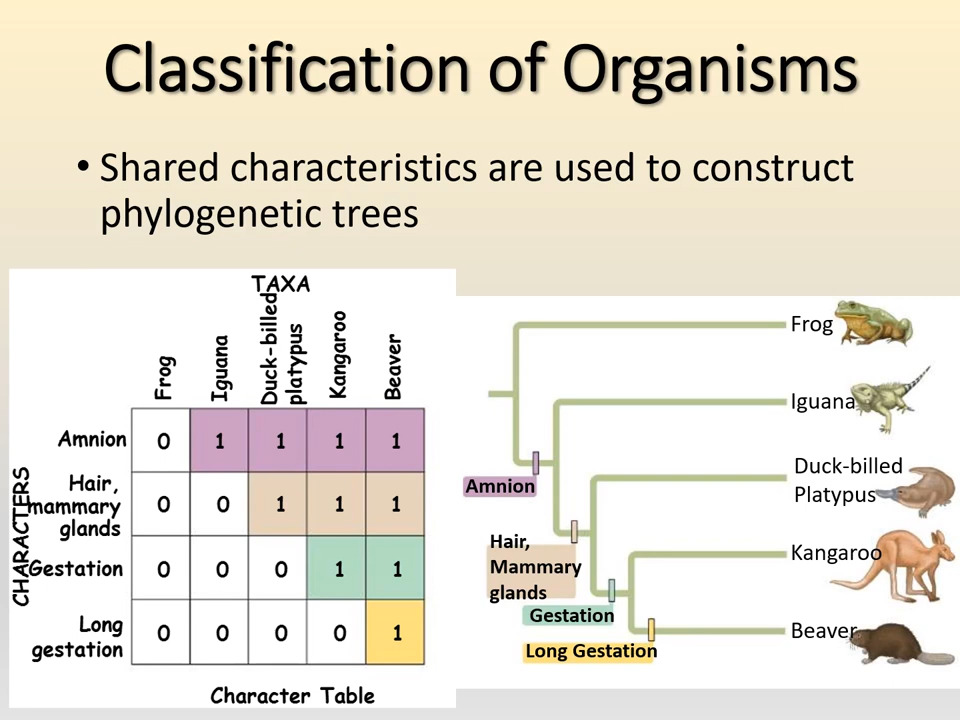 Classification of Organisms
• Shared characteristics are used to construct
phylogenetic trees
TAXA
Frog
Iguana
Duck-billed
platypus
Kangaroo
Beaver
CHARACTERS
Amnion 0 1 1 1 1
Hair,
mammary
glands
0 0 1 1 1
Gestation 0 0 0 1 1
Long
gestation
0 0 0 0 1
Character Table
Frog
Iguana
Amnion
Duck-billed
Platypus
Hair,
Mammary
glands
Kangaroo
Gestation
Beaver
Long Gestation